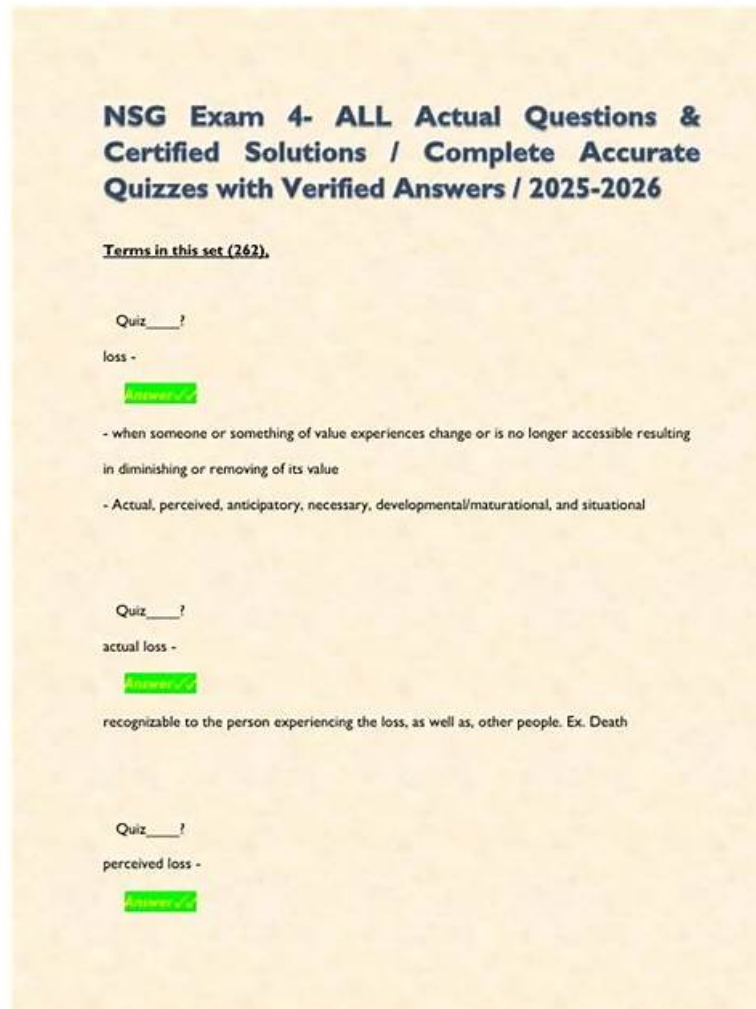 NSG Exam 4- ALL Actual Questions &
Certified Solutions / Complete Accurate
Quizzes with Verified Answers / 2025-2026
Terms in this set (262),
Quiz____?
loss -
Answer✓✓
- when someone or something of value experiences change or is no longer accessible resulting
in diminishing or removing of its value
- Actual, perceived, anticipatory, necessary, developmental/maturational, and situational
Quiz____?
actual loss -
Answer✓✓
recognizable to the person experiencing the loss, as well as, other people. Ex. Death
Quiz____?
perceived loss -
Answer✓✓